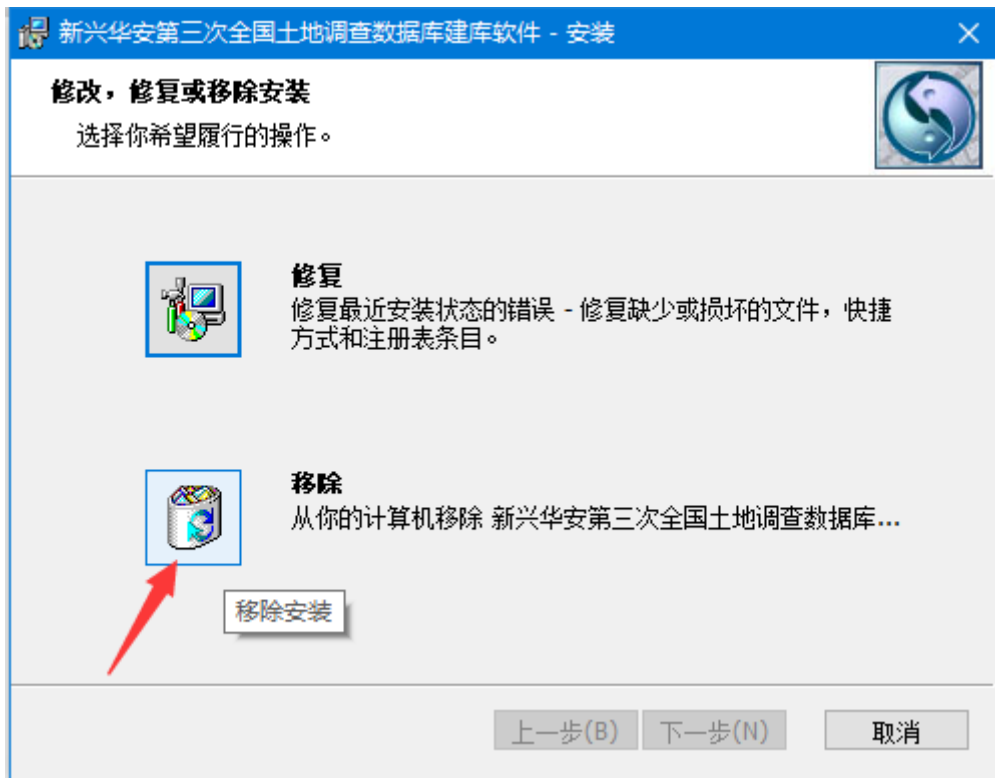 新兴华安第三次全国土地调查数据库建库软件 - 安装
修改，修复或移除安装
选择你希望履行的操作。
修复
修复最近安装状态的错误 - 修复缺少或损坏的文件，快捷
方式和注册表条目。
移除
从你的计算机移除 新兴华安第三次全国土地调查数据库...
移除安装
上一步(B)
下一步(N)
取消